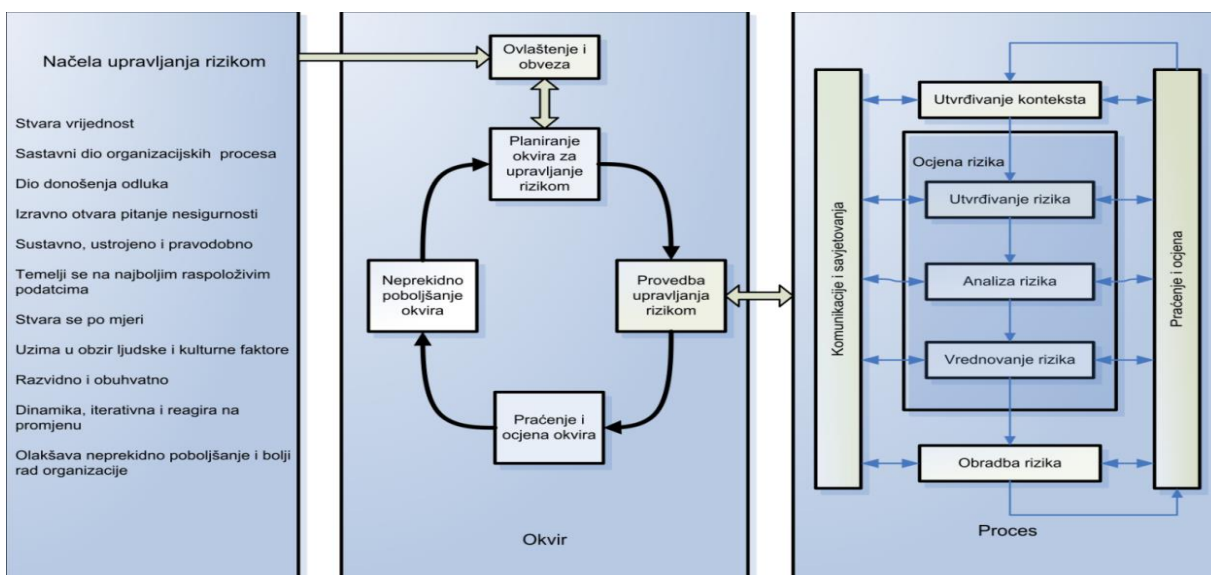 Načela upravljanja rizikom
Stvara vrijednost
Sastavni dio organizacijskih procesa
Dio donošenja odluka
Izravno otvara pitanje nesigurnosti
Sustavno, ustrojeno i pravodobno
Temelji se na najboljim raspoloživim
podatcima
Stvara se po mjeri
Uzima u obzir ljudske i kulturne faktore
Razvidno i obuhvatno
Dinamika, iterativna i reagira na
promjenu
Olakšava neprekidno poboljšanje i bolji
rad organizacije
Ovlaštenje i
obveza
Planiranje
okvira za
upravljanje
rizikom
Neprekidno
poboljšanje
okvira
Provedba
upravljanja
rizikom
Praćenje i
ocjena okvira
Okvir
Komunikacije i savjetovanja
Utvrđivanje konteksta
Ocjena rizika
Utvrđivanje rizika
Analiza rizika
Vrednovanje rizika
Obradba rizika
Praćenje i ocjena
Proces